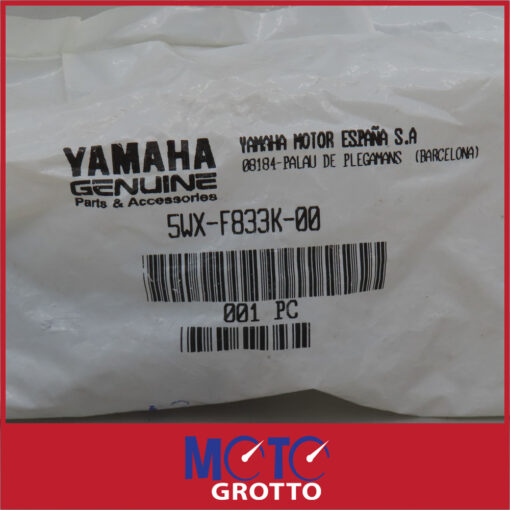 YAMAHA
GENUINE
Parts & Accessories
YAMAHA MOTOR ESPAÑA S.A
08184-PALAU DE PLEGAMANS (BARCELONA)
5WX-F833K-00
001 PC
MOTO
GROTTO